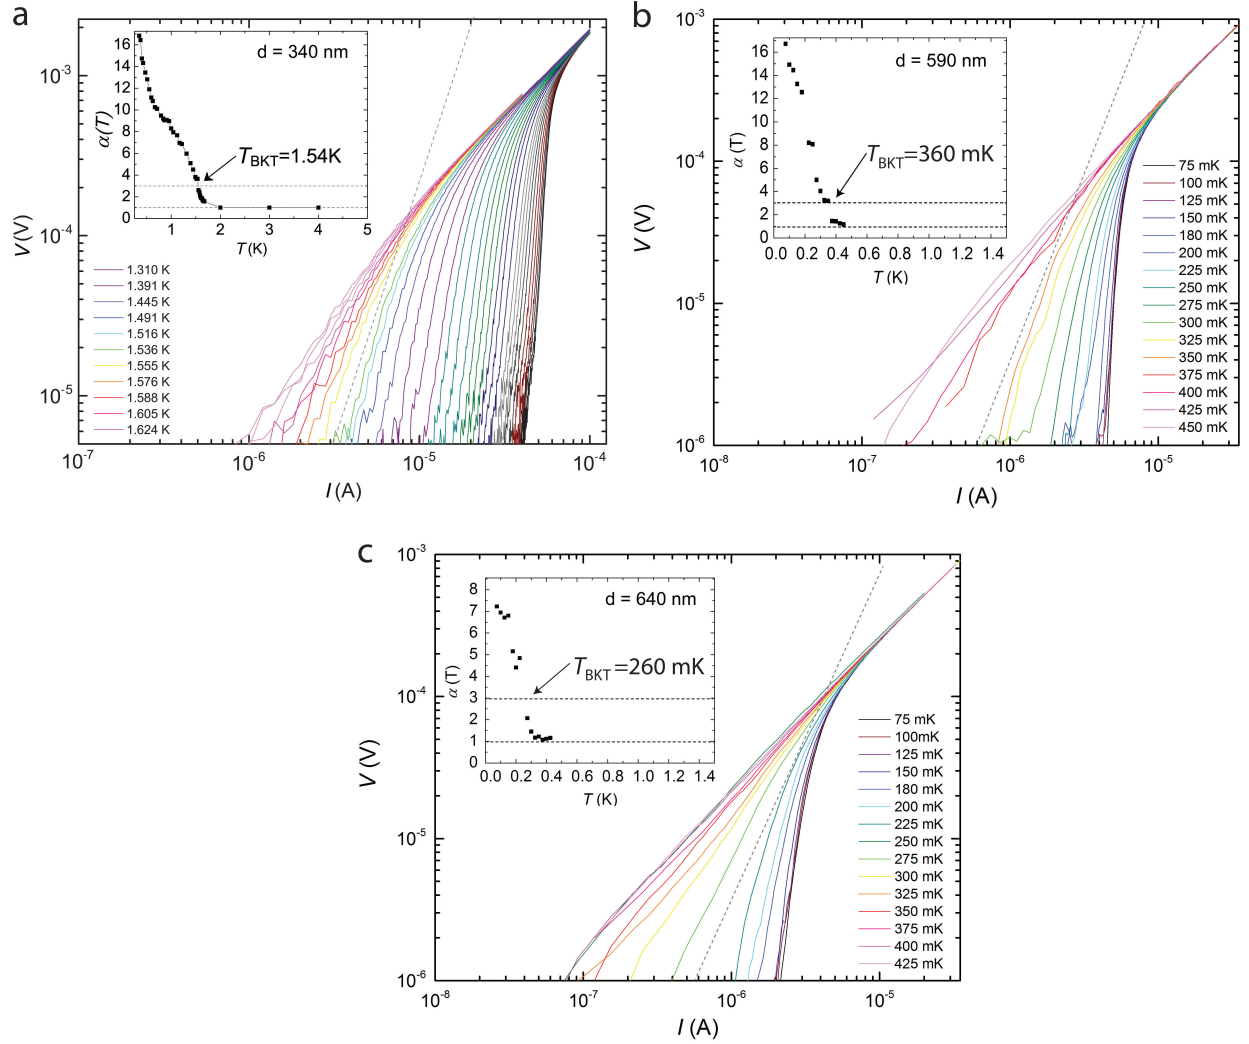 a
10⁻³
10⁻⁴
10⁻⁵
V (V)
10⁻⁷
10⁻⁶
10⁻⁵
10⁻⁴
I (A)
16
14
12
10
8
6
4
2
0
α(T)
d = 340 nm
T_BKT=1.54K
1
2
3
4
5
T (K)
1.310 K
1.391 K
1.445 K
1.491 K
1.516 K
1.536 K
1.555 K
1.576 K
1.588 K
1.605 K
1.624 K
b
10⁻³
10⁻⁴
10⁻⁵
10⁻⁶
V (V)
10⁻⁸
10⁻⁷
10⁻⁶
10⁻⁵
I (A)
16
14
12
10
8
6
4
2
0
α (T)
d = 590 nm
T_BKT=360 mK
0.0
0.2
0.4
0.6
0.8
1.0
1.2
1.4
T (K)
75 mK
100 mK
125 mK
150 mK
180 mK
200 mK
225 mK
250 mK
275 mK
300 mK
325 mK
350 mK
375 mK
400 mK
425 mK
450 mK
c
10⁻³
10⁻⁴
10⁻⁵
10⁻⁶
V (V)
10⁻⁸
10⁻⁷
10⁻⁶
10⁻⁵
I (A)
8
7
6
5
4
3
2
1
0
α (T)
d = 640 nm
T_BKT=260 mK
0.0
0.2
0.4
0.6
0.8
1.0
1.2
1.4
T (K)
75 mK
100mK
125 mK
150 mK
180 mK
200 mK
225 mK
250 mK
275 mK
300 mK
325 mK
350 mK
375 mK
400 mK
425 mK